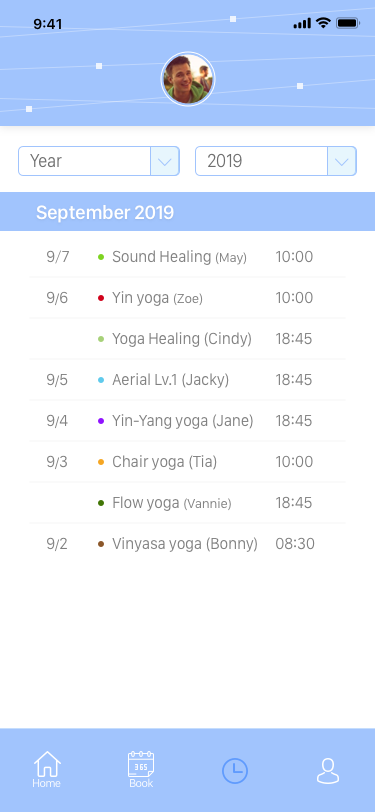 9:41
Year 2019
September 2019
9/7 Sound Healing (May) 10:00
9/6 Yin yoga (Zoe) 10:00
Yoga Healing (Cindy) 18:45
9/5 Aerial Lv.1 (Jacky) 18:45
9/4 Yin-Yang yoga (Jane) 18:45
9/3 Chair yoga (Tia) 10:00
Flow yoga (Vannie) 18:45
9/2 Vinyasa yoga (Bonny) 08:30
365
Home Book